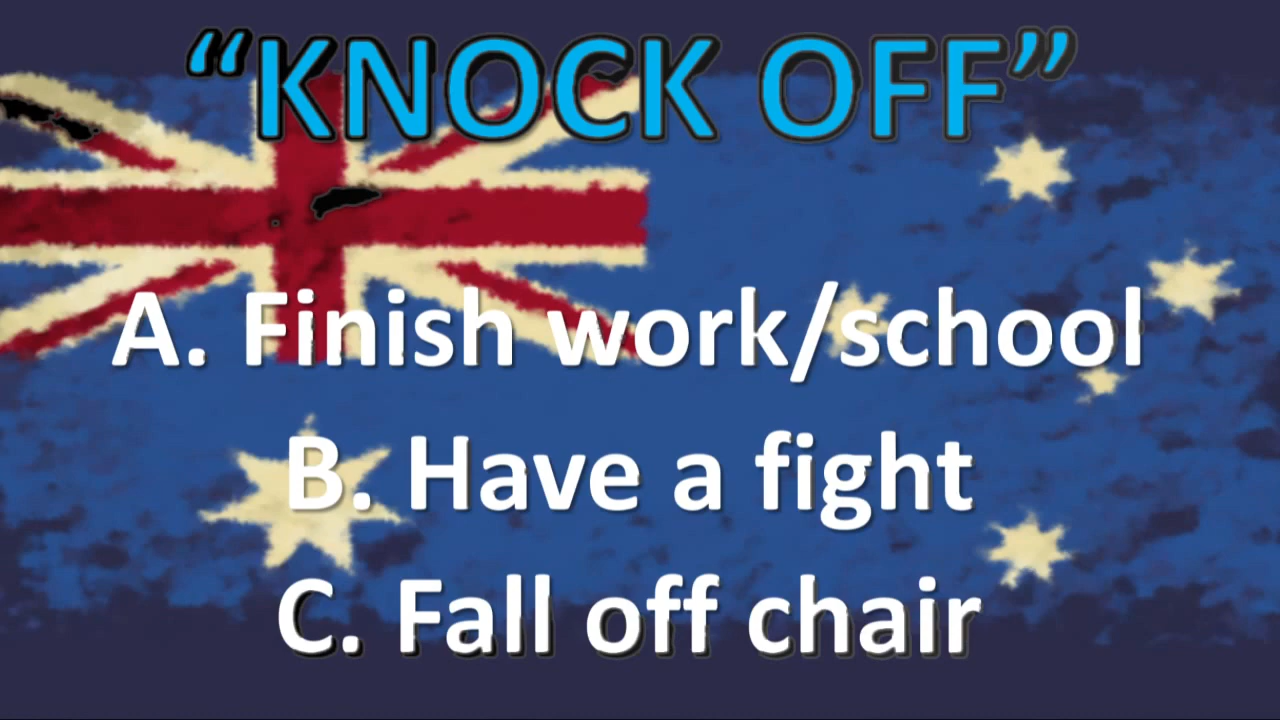 “KNOCK OFF”
A. Finish work/school
B. Have a fight
C. Fall off chair